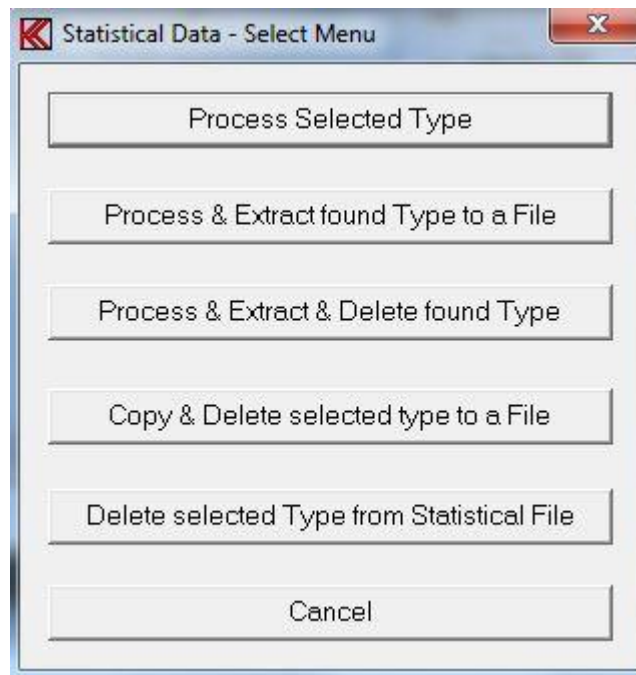 Statistical Data - Select Menu
Process Selected Type
Process & Extract found Type to a File
Process & Extract & Delete found Type
Copy & Delete selected type to a File
Delete selected Type from Statistical File
Cancel